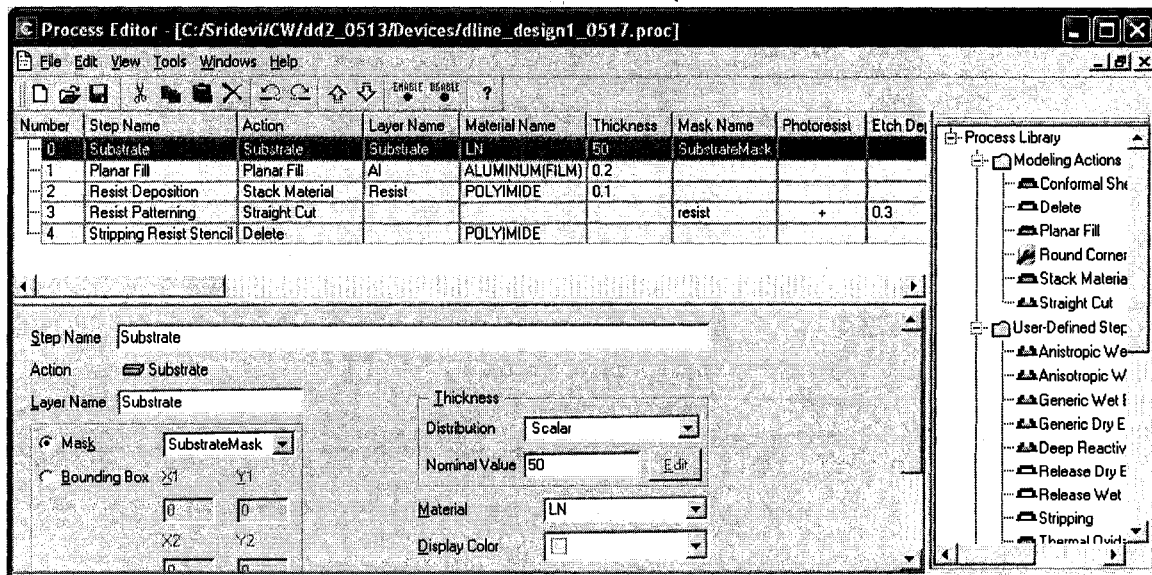 Process Editor - [C:/Sridevi/CW/dd2_0513/Devices/dline_design1_0517.proc]
File Edit View Tools Windows Help
ENABLE DISABLE ?
Number Step Name Action Layer Name Material Name Thickness Mask Name Photoresist Etch De
0 Substrate Substrate Substrate LN 50 SubstrateMask
1 Planar Fill Planar Fill Al ALUMINUM(FILM) 0.2
2 Resist Deposition Stack Material Resist POLYIMIDE 0.1
3 Resist Patterning Straight Cut resist + 0.3
4 Stripping Resist Stencil Delete POLYIMIDE
Step Name Substrate
Action Substrate
Layer Name Substrate
Mask SubstrateMask
Bounding Box X1 Y1
0 0
X2 Y2
0 0
Thickness
Distribution Scalar
Nominal Value 50 Edit
Material LN
Display Color
Process Library
Modeling Actions
Conformal She
Delete
Planar Fill
Round Corner
Stack Materia
Straight Cut
User-Defined Step
Anistropic We
Anisotropic W
Generic Wet E
Generic Dry E
Deep Reactiv
Release Dry E
Release Wet
Stripping
Thermal Oxida